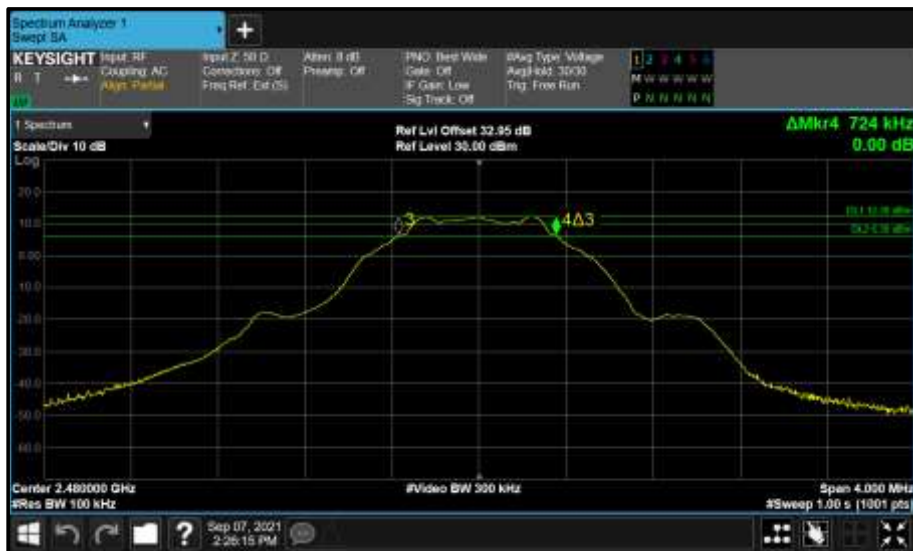 Spectrum Analyzer 1
Swept SA
+
KEYSIGHT
R T
Input: RF
Coupling: AC
Align: Partial
Input Z: 50 Ω
Corrections: Off
Freq Ref: Ext (S)
Atten: 8 dB
Preamp: Off
PNO: Best Wide
Gate: Off
IF Gain: Low
Sig Track: Off
#Avg Type: Voltage
Avg|Hold: 30/30
Trig: Free Run
1 2 3 4 5 6
M W W W W W
P N N N N N
1 Spectrum
Scale/Div 10 dB
Ref Lvl Offset 32.95 dB
Ref Level 30.00 dBm
ΔMkr4 724 kHz
0.00 dB
Log
20.0
10.0
0.00
-10.0
-20.0
-30.0
-40.0
-50.0
-60.0
3
4Δ3
Center 2.480000 GHz
#Res BW 100 kHz
#Video BW 300 kHz
Span 4.000 MHz
#Sweep 1.00 s (1001 pts)
?
Sep 07, 2021
2:26:15 PM